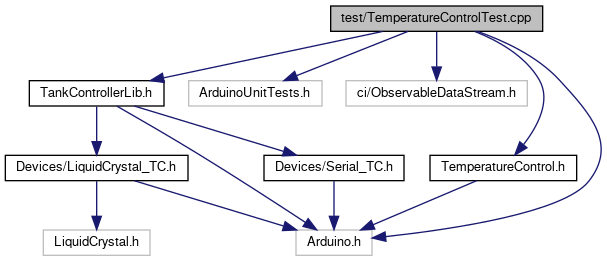 test/TemperatureControlTest.cpp
TankControllerLib.h
ArduinoUnitTests.h
ci/ObservableDataStream.h
Devices/LiquidCrystal_TC.h
Devices/Serial_TC.h
TemperatureControl.h
LiquidCrystal.h
Arduino.h